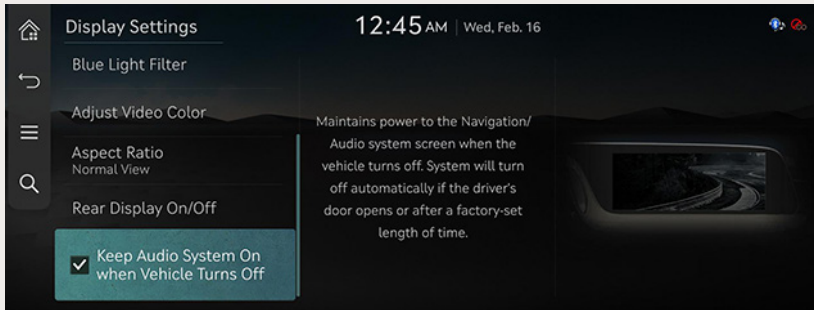 Display Settings
12:45 AM | Wed, Feb. 16
Blue Light Filter
Adjust Video Color
Aspect Ratio
Normal View
Rear Display On/Off
Keep Audio System On
when Vehicle Turns Off
Maintains power to the Navigation/
Audio system screen when the
vehicle turns off. System will turn
off automatically if the driver's
door opens or after a factory-set
length of time.